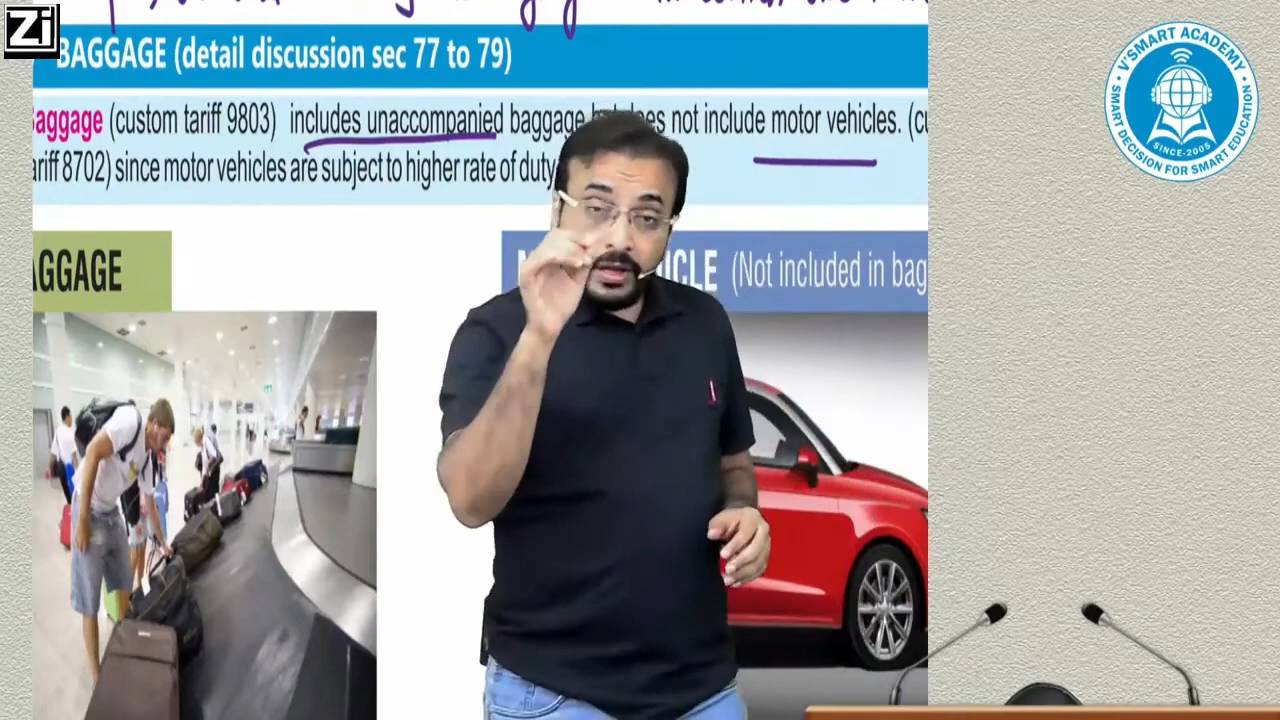 Zi
BAGGAGE (detail discussion sec 77 to 79)
Baggage (custom tariff 9803) includes unaccompanied baggage but does not include motor vehicles. (cu
ariff 8702) since motor vehicles are subject to higher rate of duty
AGGAGE
ICLE (Not included in bag
V'SMART ACADEMY
SINCE-2005
SMART DECISION FOR SMART EDUCATION